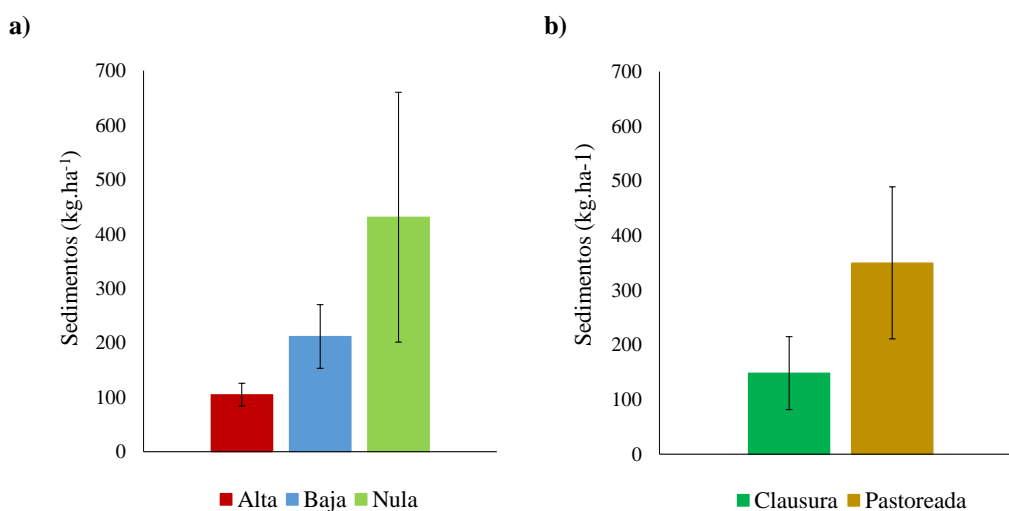 a)
Sedimentos (kg.ha⁻¹)
700
600
500
400
300
200
100
0
Alta Baja Nula
b)
Sedimentos (kg.ha-1)
700
600
500
400
300
200
100
0
Clausura Pastoreada